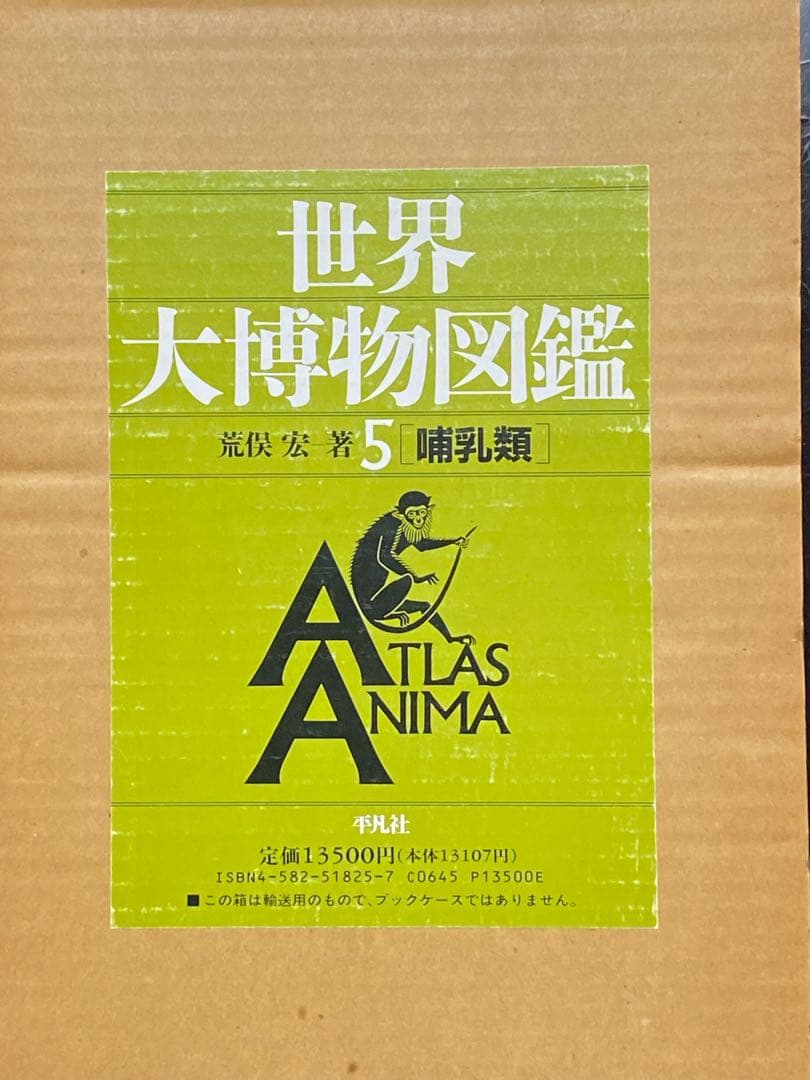 世界
大博物図鑑
荒俣 宏 著 5[哺乳類]
ATLAS
ANIMA
平凡社
定価13500円(本体13107円)
ISBN4-582-51825-7 C0645 P13500E
■この箱は輸送用のもので、ブックケースではありません。